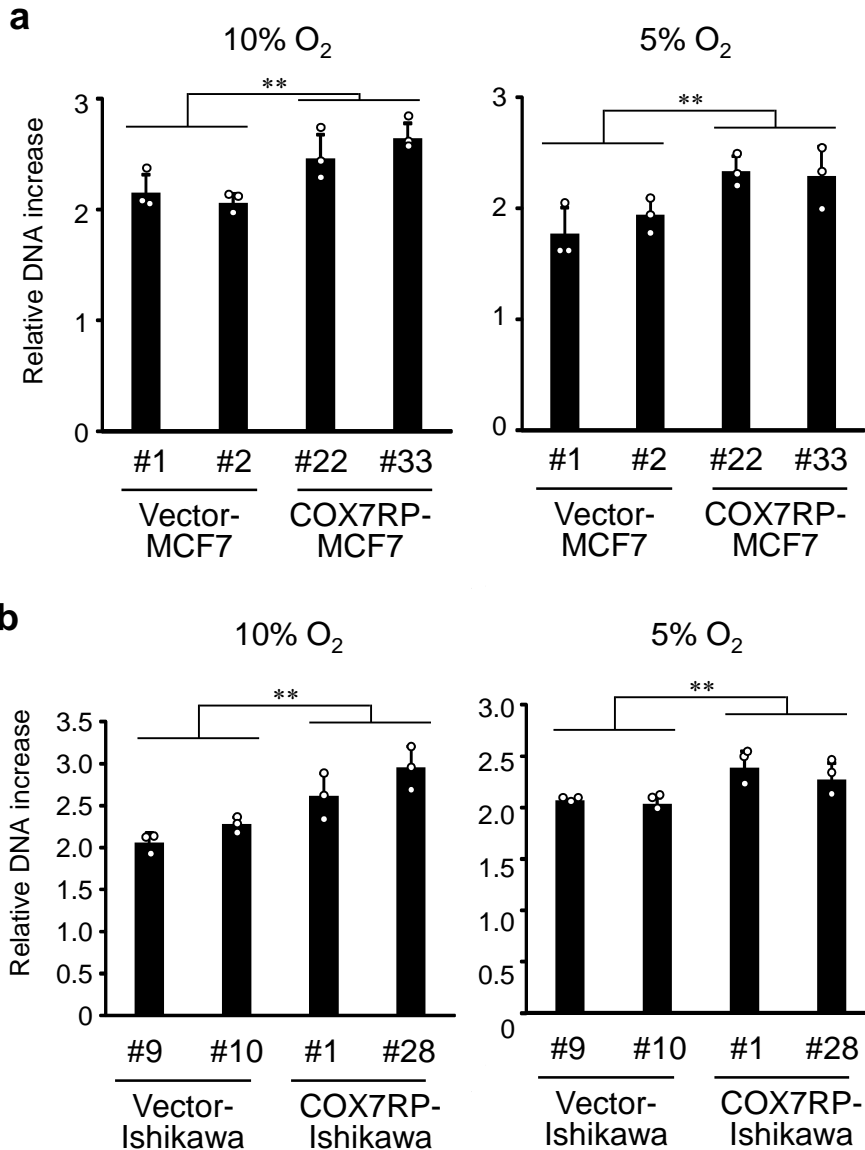 a
10% O2
5% O2
Relative DNA increase
3
2
1
0
**
#1 #2 #22 #33
Vector-
MCF7
COX7RP-
MCF7
3
2
1
0
**
#1 #2 #22 #33
Vector-
MCF7
COX7RP-
MCF7
b
10% O2
5% O2
Relative DNA increase
3.5
3.0
2.5
2.0
1.5
1.0
0.5
0
**
#9 #10 #1 #28
Vector-
Ishikawa
COX7RP-
Ishikawa
3.0
2.5
2.0
1.5
1.0
0.5
0
**
#9 #10 #1 #28
Vector-
Ishikawa
COX7RP-
Ishikawa